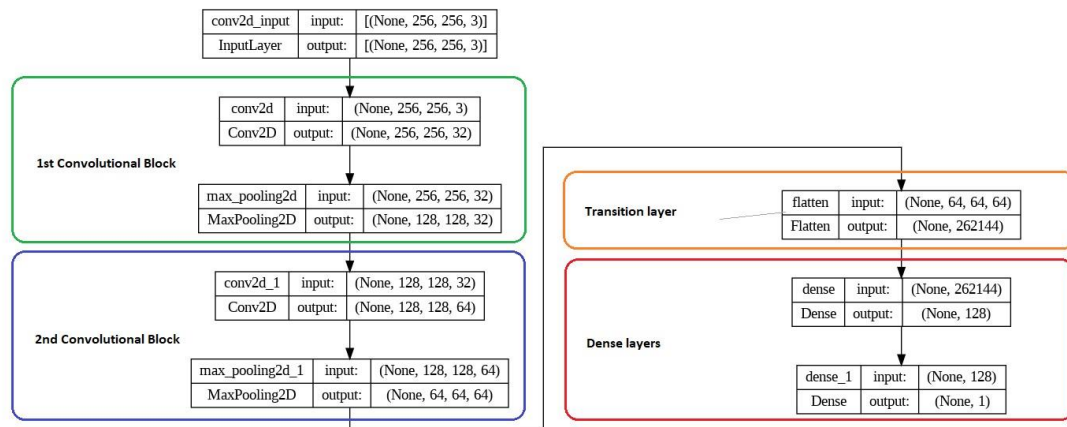 conv2d_input input: [(None, 256, 256, 3)]
InputLayer output: [(None, 256, 256, 3)]
1st Convolutional Block
conv2d input: (None, 256, 256, 3)
Conv2D output: (None, 256, 256, 32)
max_pooling2d input: (None, 256, 256, 32)
MaxPooling2D output: (None, 128, 128, 32)
2nd Convolutional Block
conv2d_1 input: (None, 128, 128, 32)
Conv2D output: (None, 128, 128, 64)
max_pooling2d_1 input: (None, 128, 128, 64)
MaxPooling2D output: (None, 64, 64, 64)
Transition layer
flatten input: (None, 64, 64, 64)
Flatten output: (None, 262144)
Dense layers
dense input: (None, 262144)
Dense output: (None, 128)
dense_1 input: (None, 128)
Dense output: (None, 1)